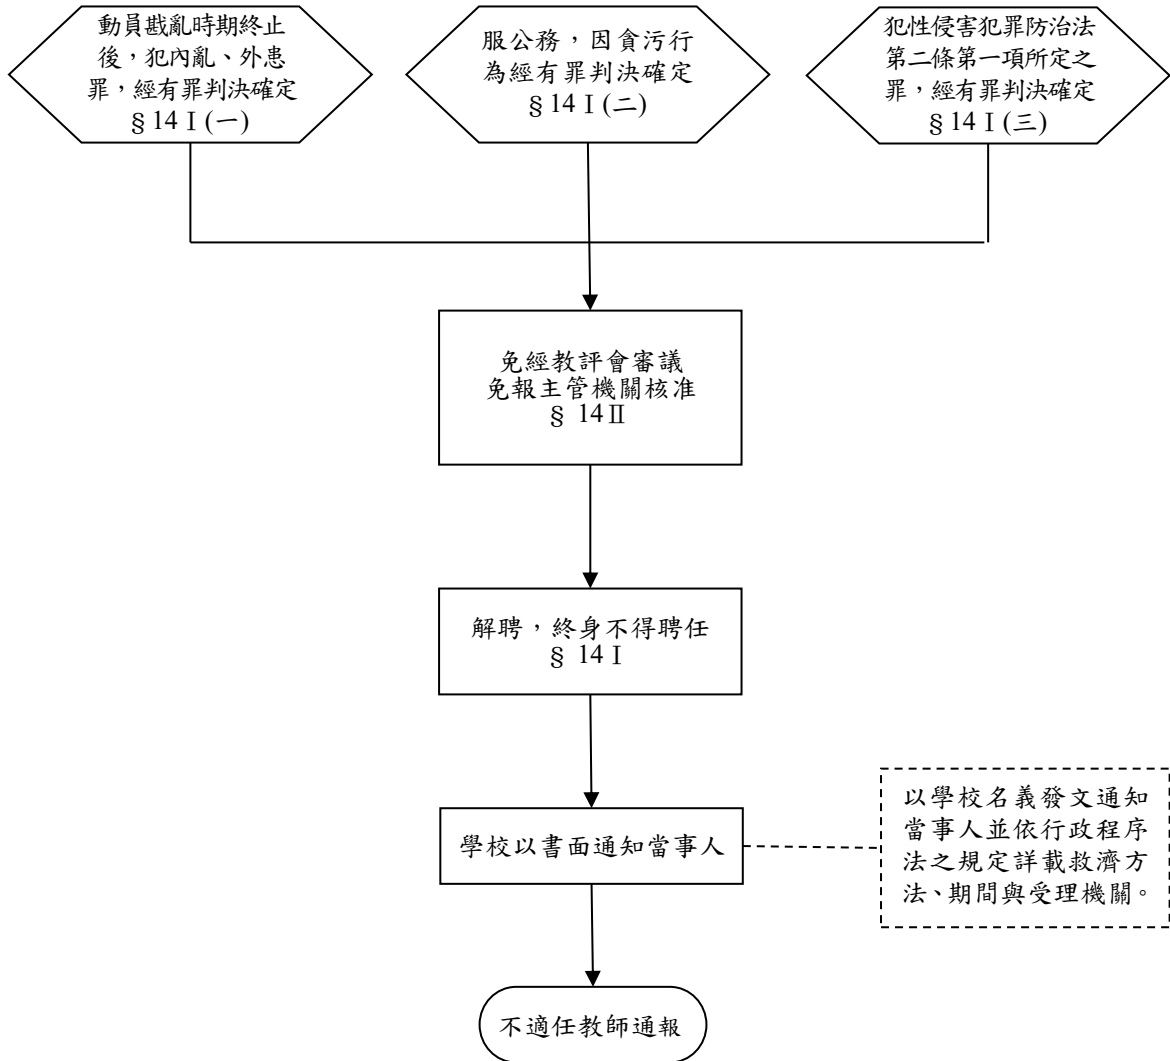 動員戡亂時期終止
後，犯內亂、外患
罪，經有罪判決確定
§ 14 Ⅰ (一)
服公務，因貪污行
為經有罪判決確定
§ 14 Ⅰ (二)
犯性侵害犯罪防治法
第二條第一項所定之
罪，經有罪判決確定
§ 14 Ⅰ (三)
免經教評會審議
免報主管機關核准
§ 14 Ⅱ
解聘，終身不得聘任
§ 14 Ⅰ
學校以書面通知當事人
以學校名義發文通知
當事人並依行政程序
法之規定詳載救濟方
法、期間與受理機關。
不適任教師通報